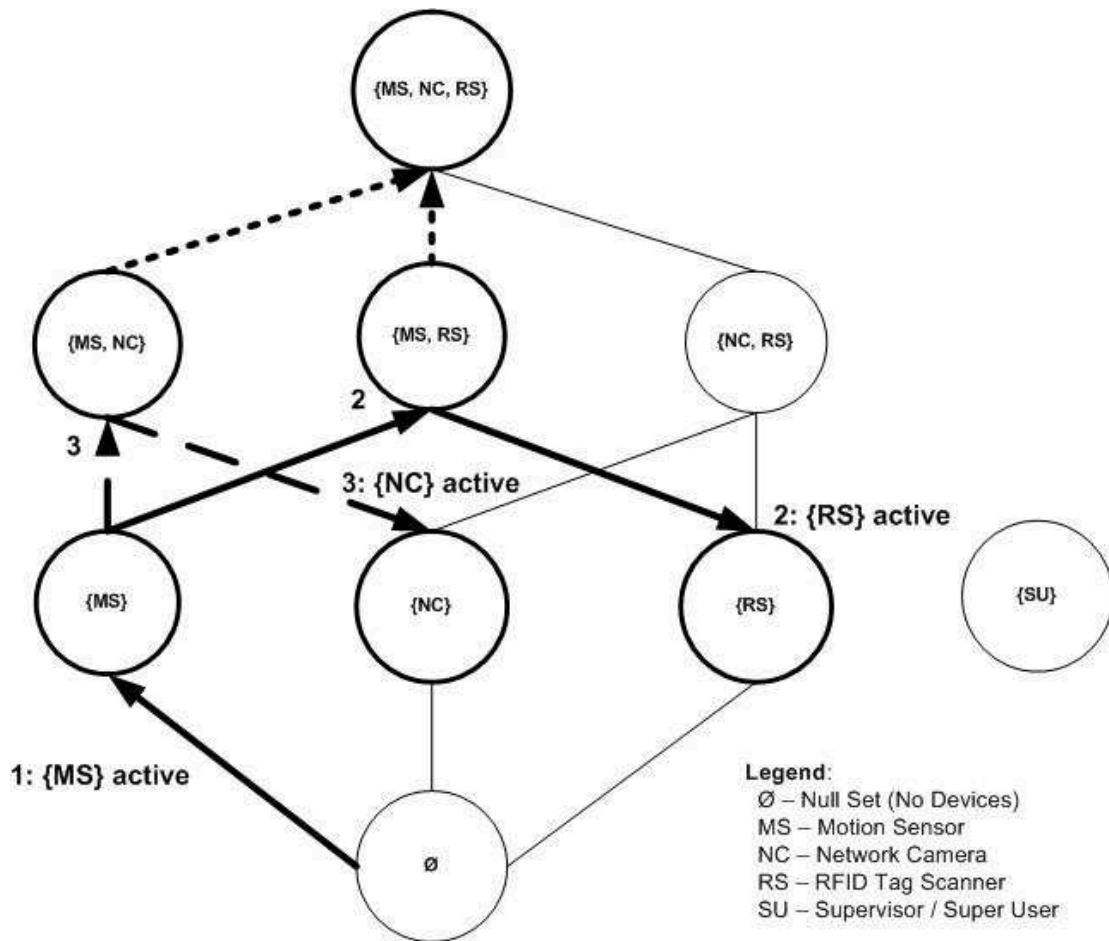 {MS, NC, RS}
{MS, NC}
{MS, RS}
{NC, RS}
2
3
3: {NC} active
2: {RS} active
{MS}
{NC}
{RS}
{SU}
1: {MS} active
Ø
Legend:
Ø – Null Set (No Devices)
MS – Motion Sensor
NC – Network Camera
RS – RFID Tag Scanner
SU – Supervisor / Super User